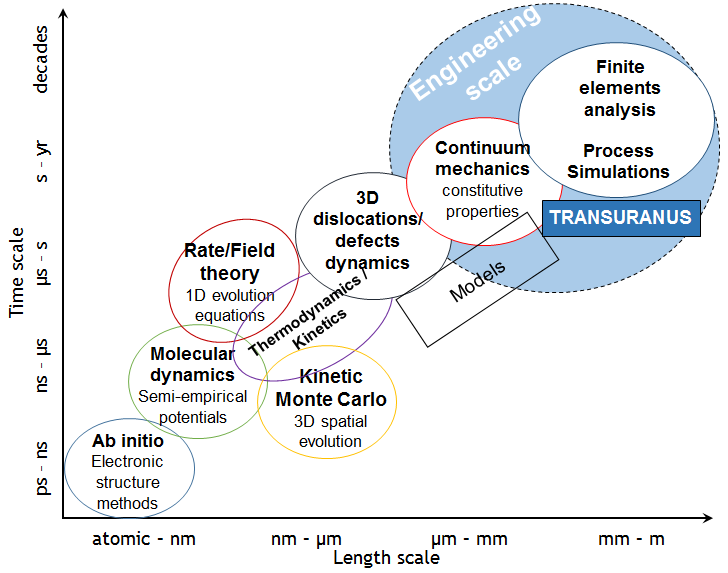 decades
s - yr
µs - s
ns - µs
ps - ns
Time scale
Engineering
scale
Finite
elements
analysis
Process
Simulations
Continuum
mechanics
constitutive
properties
TRANSURANUS
3D
dislocations/
defects
dynamics
Models
Rate/Field
theory
1D evolution
equations
Thermodynamics /
Kinetics
Molecular
dynamics
Semi-empirical
potentials
Kinetic
Monte Carlo
3D spatial
evolution
Ab initio
Electronic
structure
methods
atomic - nm
nm - µm
µm - mm
mm - m
Length scale